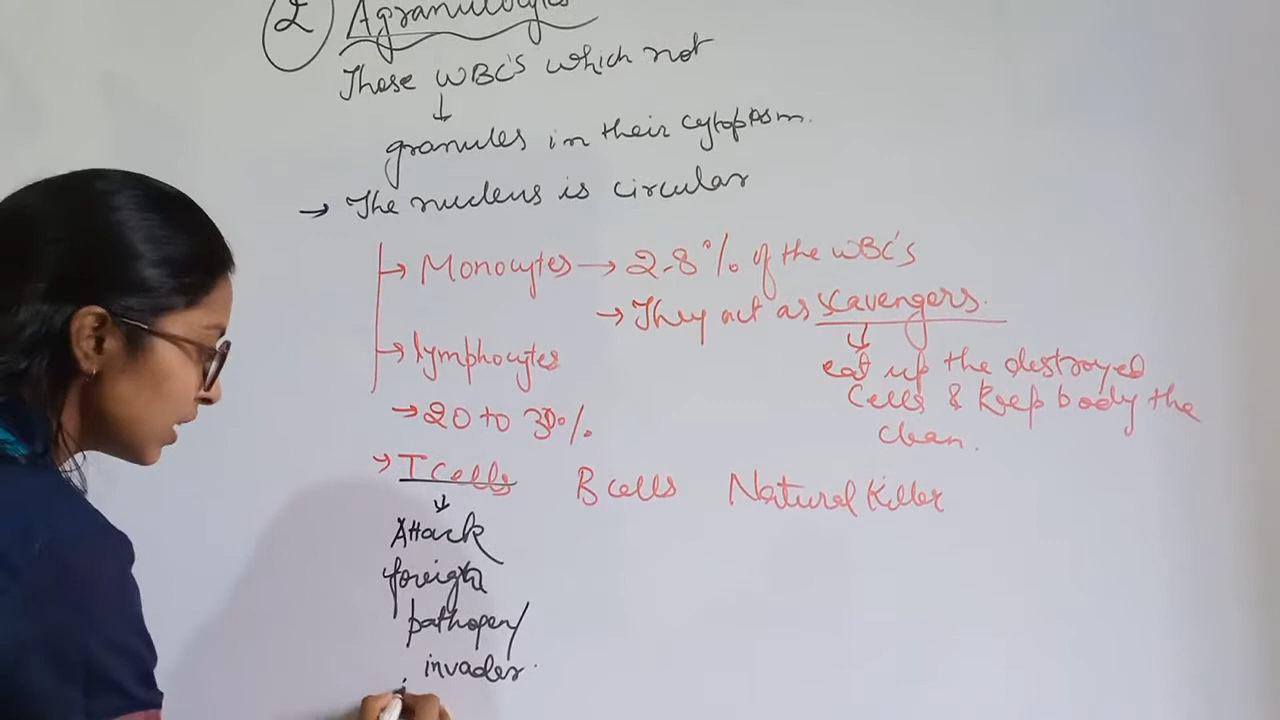 2 Agranulocytes
These WBC's which not
↓
granules in their cytoplasm.
→ The nucleus is circular
→ Monocytes → 2-8% of the WBC's
→ They act as scavengers.
↓
eat up the destroyed
cells & keep body the
clean.
→ lymphocytes
→ 20 to 30%
→ T cells B cells Natural Killer
↓
Attack
foreign
pathogen/
invader.